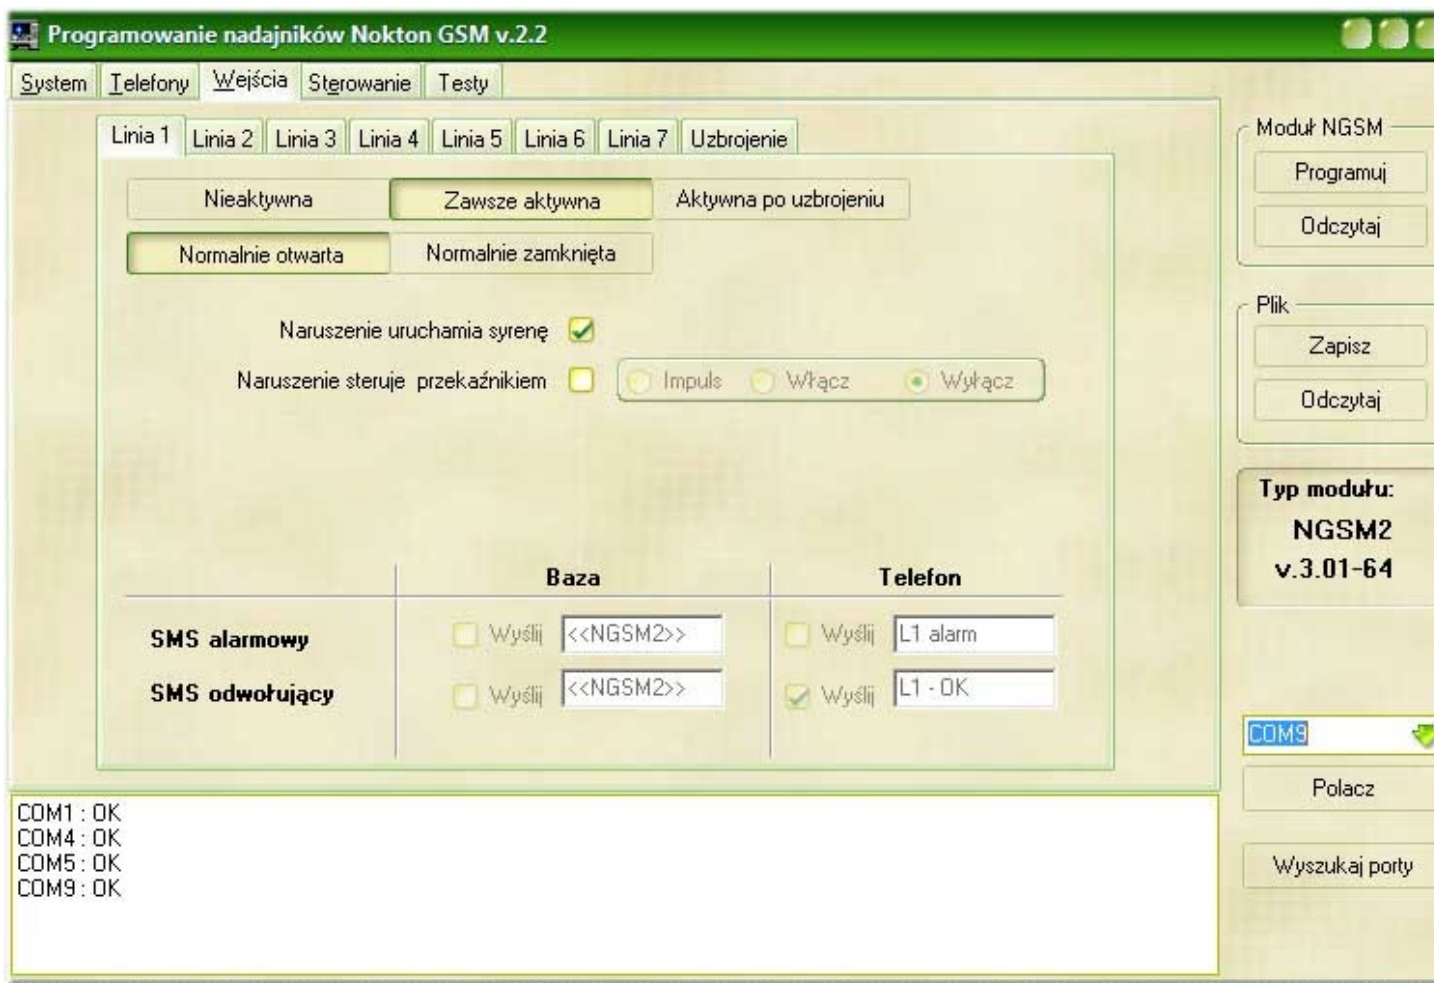 Programowanie nadajników Nokton GSM v.2.2
System Telefony Wejścia Sterowanie Testy
Linia 1 Linia 2 Linia 3 Linia 4 Linia 5 Linia 6 Linia 7 Uzbrojenie
Nieaktywna Zawsze aktywna Aktywna po uzbrojeniu
Normalnie otwarta Normalnie zamknięta
Naruszenie uruchamia syrenę
Naruszenie steruje przekaźnikiem Impuls Włącz Wyłącz
Baza Telefon
SMS alarmowy Wyślij <<NGSM2>> Wyślij L1 alarm
SMS odwołujący Wyślij <<NGSM2>> Wyślij L1 - OK
Moduł NGSM
Programuj
Odczytaj
Plik
Zapisz
Odczytaj
Typ modułu:
NGSM2
v.3.01-64
COM9
Polacz
Wyszukaj porty
COM1 : OK
COM4 : OK
COM5 : OK
COM9 : OK